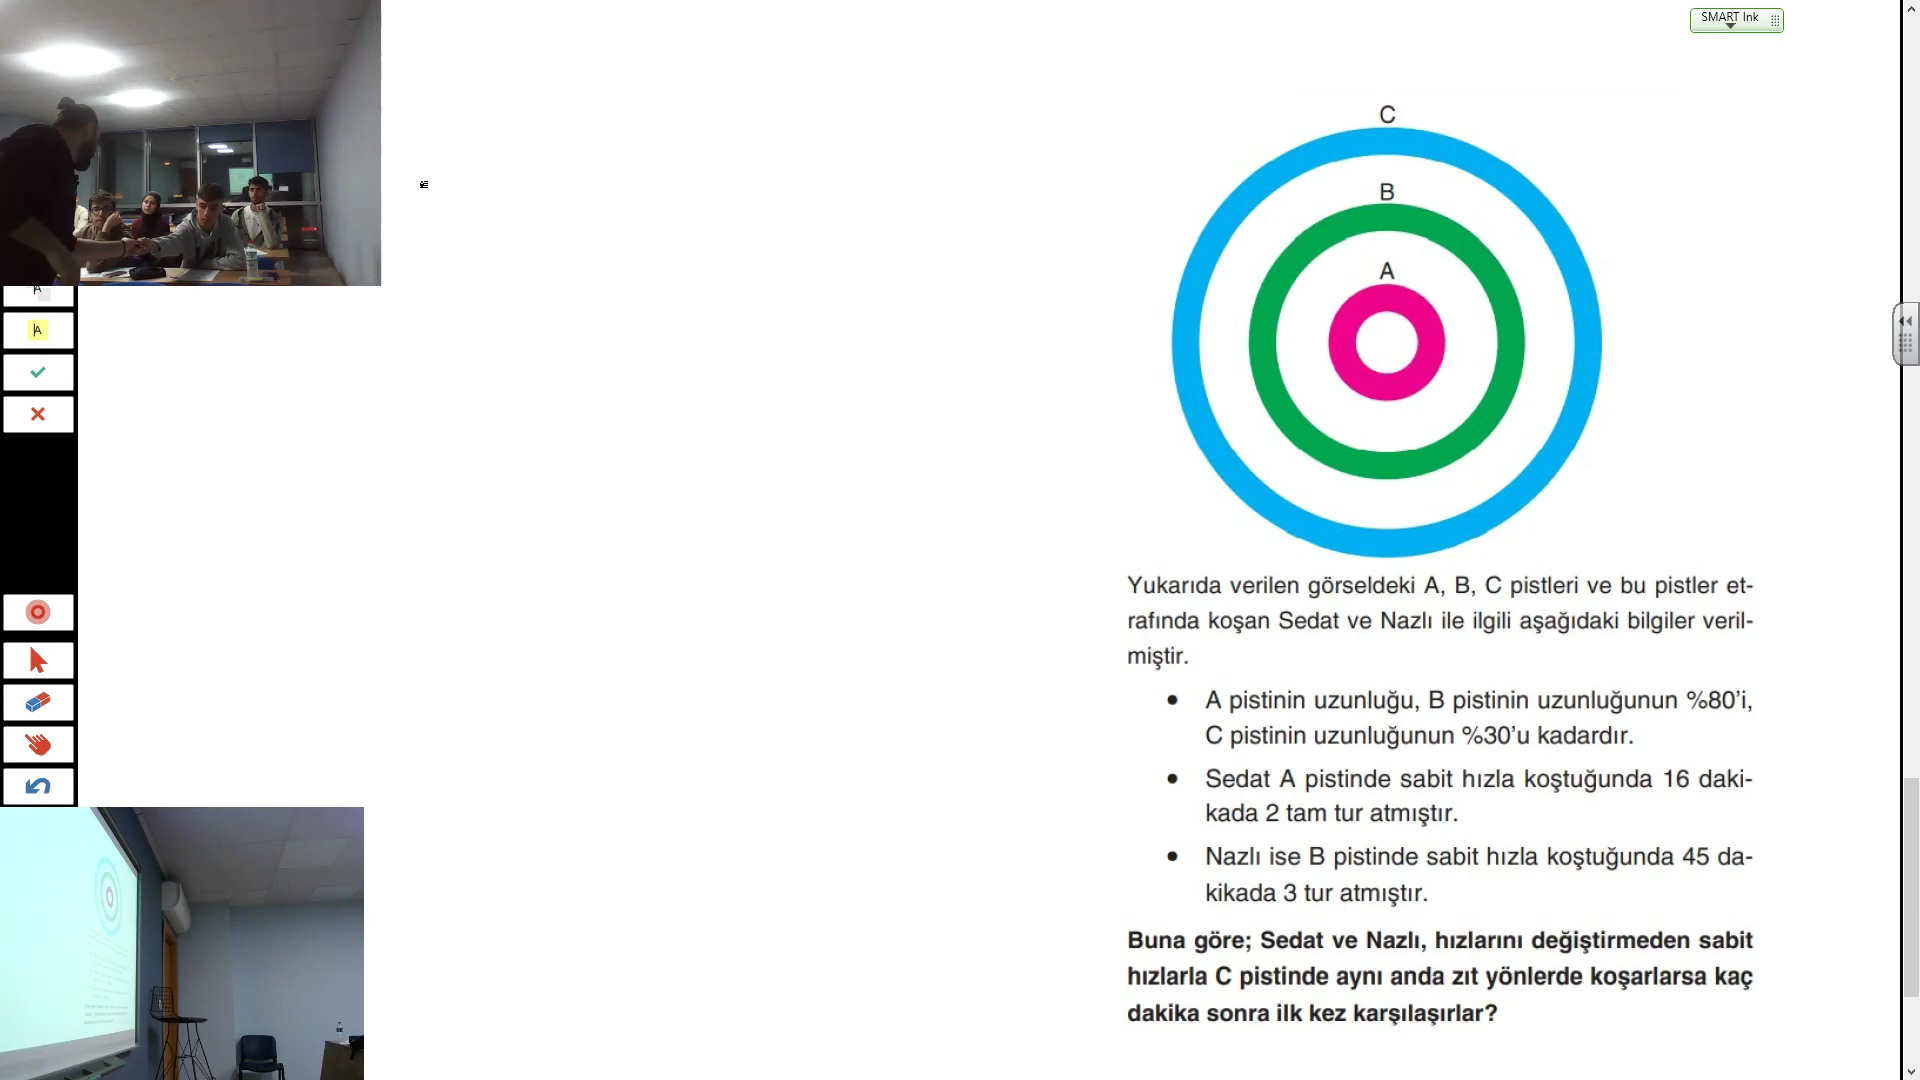 SMART Ink
C
B
A
A
A
Yukarıda verilen görseldeki A, B, C pistleri ve bu pistler et-
rafında koşan Sedat ve Nazlı ile ilgili aşağıdaki bilgiler veril-
miştir.
• A pistinin uzunluğu, B pistinin uzunluğunun %80’i,
C pistinin uzunluğunun %30’u kadardır.
• Sedat A pistinde sabit hızla koştuğunda 16 daki-
kada 2 tam tur atmıştır.
• Nazlı ise B pistinde sabit hızla koştuğunda 45 da-
kikada 3 tur atmıştır.
Buna göre; Sedat ve Nazlı, hızlarını değiştirmeden sabit
hızlarla C pistinde aynı anda zıt yönlerde koşarlarsa kaç
dakika sonra ilk kez karşılaşırlar?